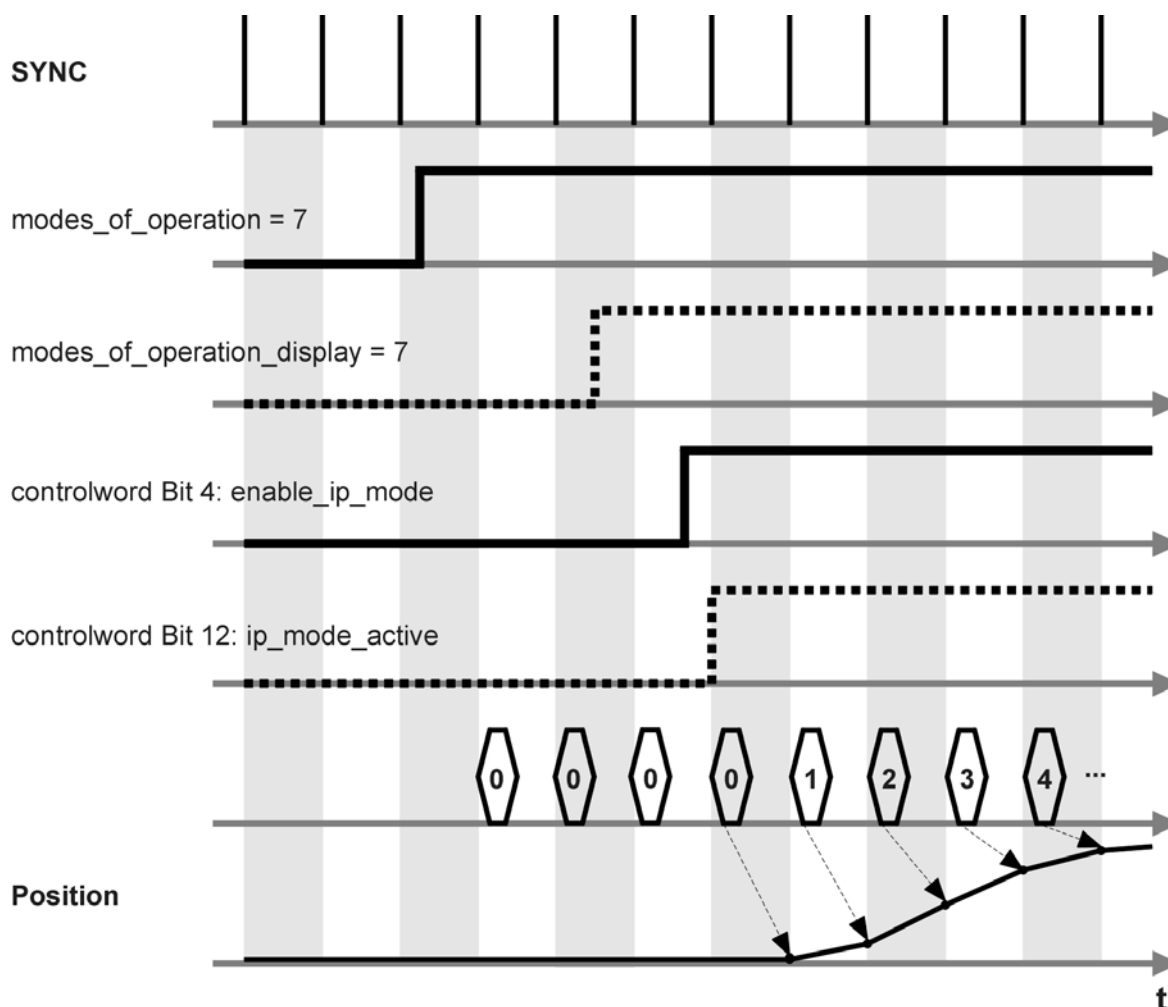 SYNC
modes_of_operation = 7
modes_of_operation_display = 7
controlword Bit 4: enable_ip_mode
controlword Bit 12: ip_mode_active
0 0 0 0 1 2 3 4 ...
Position
t